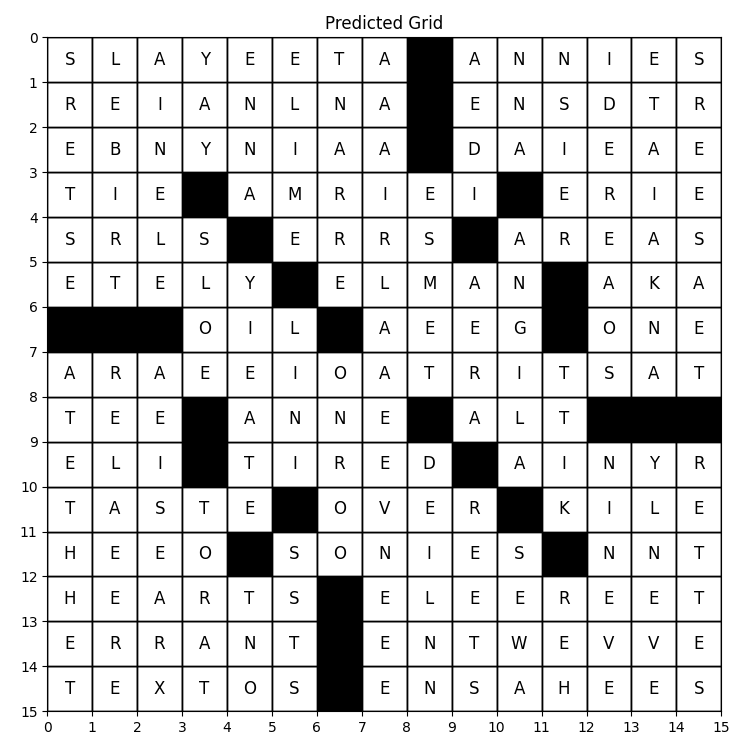 Predicted Grid
0
S L A Y E E T A A N N I E S
1
R E I A N L N A E N S D T R
2
E B N Y N I A A D A I E A E
3
T I E A M R I E I E R I E
4
S R L S E R R S A R E A S
5
E T E L Y E L M A N A K A
6
O I L A E E G O N E
7
A R A E E I O A T R I T S A T
8
T E E A N N E A L T
9
E L I T I R E D A I N Y R
10
T A S T E O V E R K I L E
11
H E E O S O N I E S N N T
12
H E A R T S E L E E R E E T
13
E R R A N T E N T W E V V E
14
T E X T O S E N S A H E E S
15
0 1 2 3 4 5 6 7 8 9 10 11 12 13 14 15